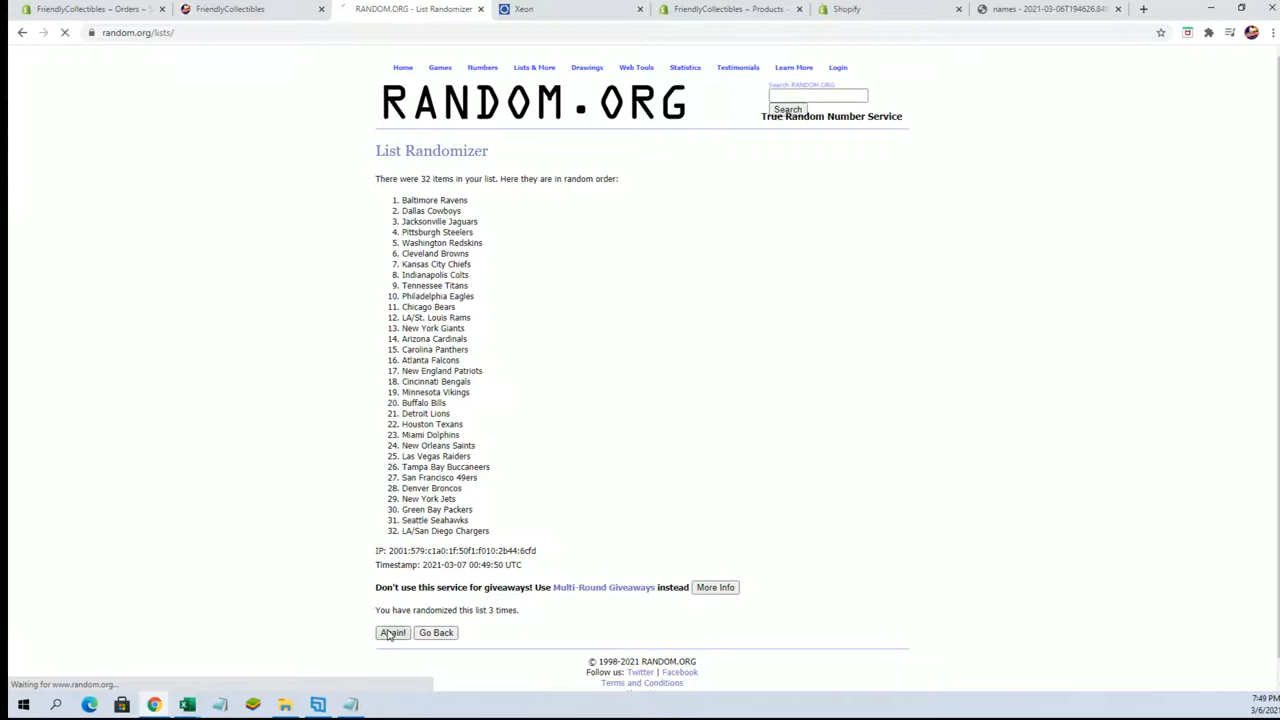 FriendlyCollectibles ~ Orders ~ S
FriendlyCollectibles
RANDOM.ORG - List Randomizer
Xeon
FriendlyCollectibles ~ Products ~
Shopify
names - 2021-03-06T194626.84
random.org/lists/
Home Games Numbers Lists & More Drawings Web Tools Statistics Testimonials Learn More Login
RANDOM.ORG
Search RANDOM.ORG
Search
True Random Number Service
List Randomizer
There were 32 items in your list. Here they are in random order:
1. Baltimore Ravens
2. Dallas Cowboys
3. Jacksonville Jaguars
4. Pittsburgh Steelers
5. Washington Redskins
6. Cleveland Browns
7. Kansas City Chiefs
8. Indianapolis Colts
9. Tennessee Titans
10. Philadelphia Eagles
11. Chicago Bears
12. LA/St. Louis Rams
13. New York Giants
14. Arizona Cardinals
15. Carolina Panthers
16. Atlanta Falcons
17. New England Patriots
18. Cincinnati Bengals
19. Minnesota Vikings
20. Buffalo Bills
21. Detroit Lions
22. Houston Texans
23. Miami Dolphins
24. New Orleans Saints
25. Las Vegas Raiders
26. Tampa Bay Buccaneers
27. San Francisco 49ers
28. Denver Broncos
29. New York Jets
30. Green Bay Packers
31. Seattle Seahawks
32. LA/San Diego Chargers
IP: 2001:579:c1a0:1f:50f1:f010:2b44:6cfd
Timestamp: 2021-03-07 00:49:50 UTC
Don't use this service for giveaways! Use Multi-Round Giveaways instead More Info
You have randomized this list 3 times.
Again! Go Back
© 1998-2021 RANDOM.ORG
Follow us: Twitter | Facebook
Terms and Conditions
Waiting for www.random.org...
7:49 PM
3/6/2021